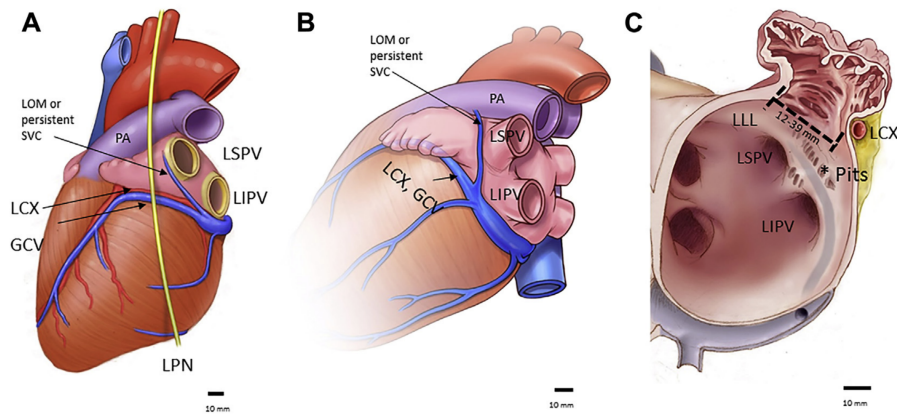 A
LOM or
persistent
SVC
PA
LSPV
LIPV
LCX
GCV
LPN
10 mm
B
LOM or
persistent
SVC
PA
LSPV
LCX, GCV
LIPV
10 mm
C
LLL
12-39 mm
LCX
LSPV
* Pits
LIPV
10 mm